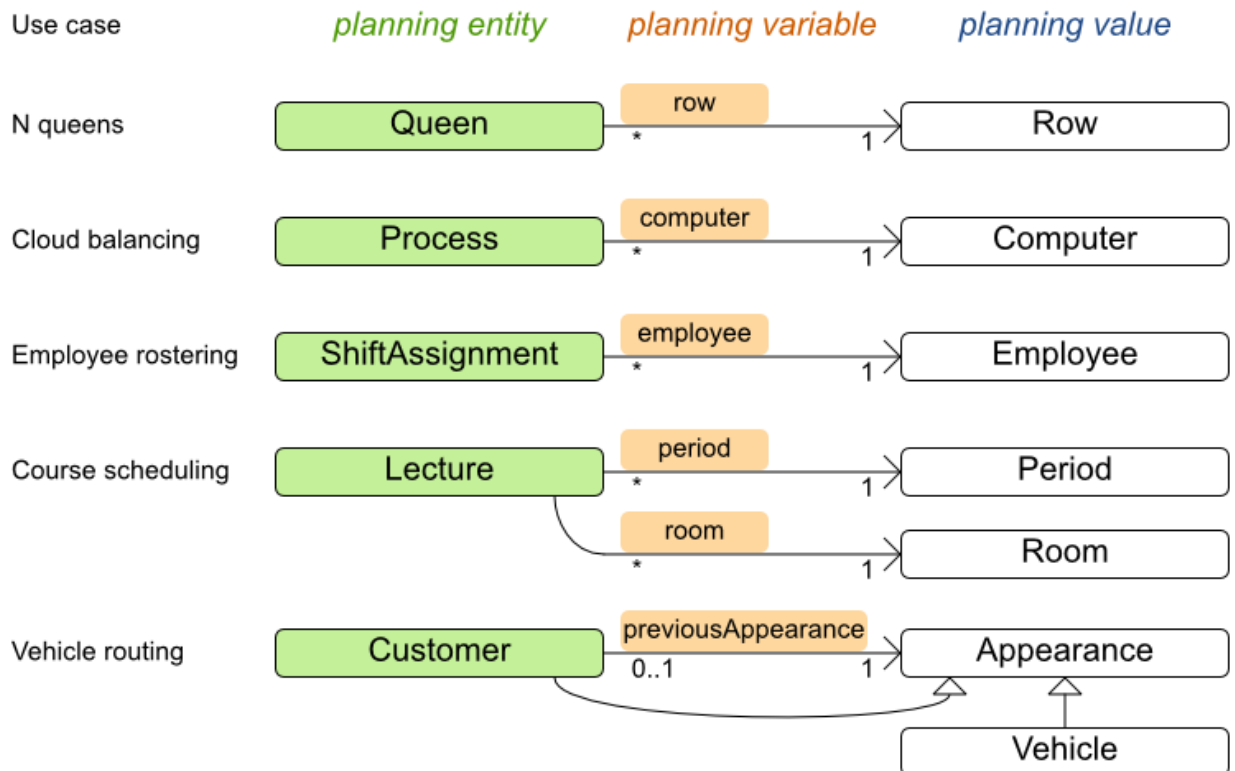 Use case planning entity planning variable planning value
N queens Queen row Row
* 1
Cloud balancing Process computer Computer
* 1
Employee rostering ShiftAssignment employee Employee
* 1
Course scheduling Lecture period Period
* 1
room Room
* 1
Vehicle routing Customer previousAppearance Appearance
0..1 1
Vehicle